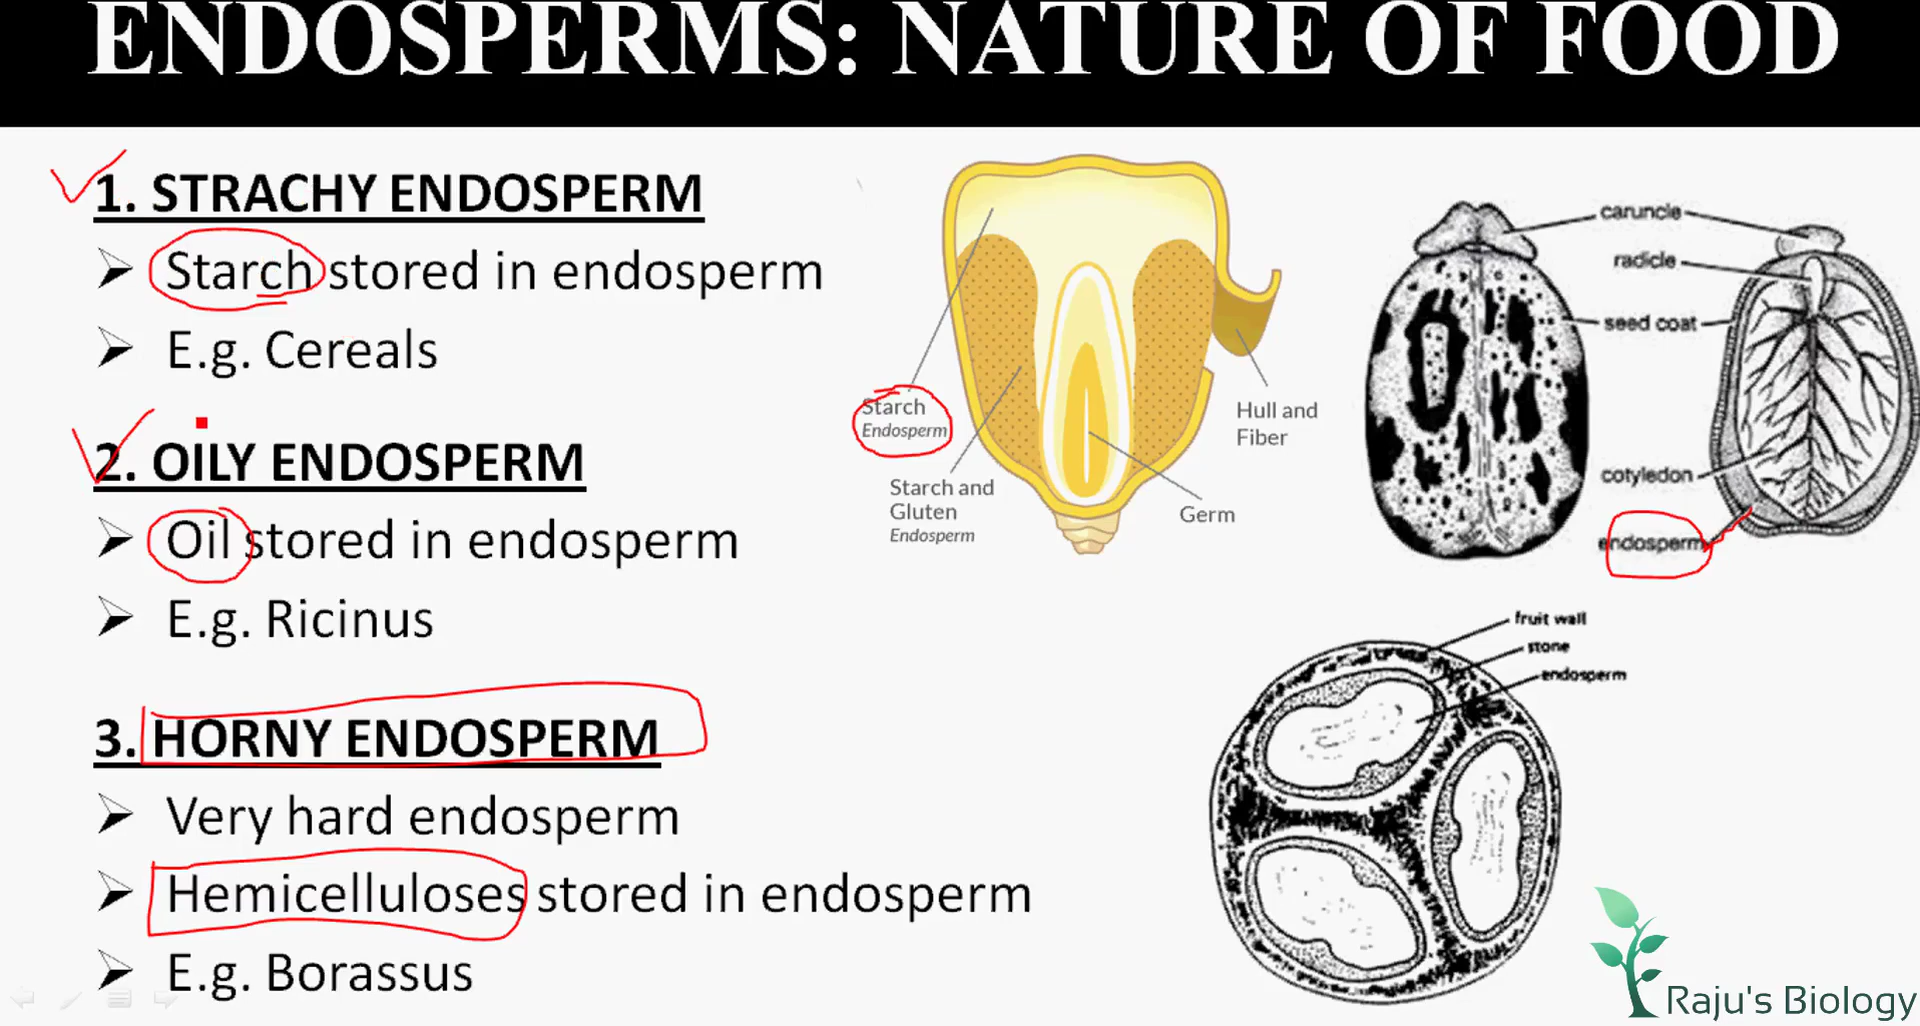 ENDOSPERMS: NATURE OF FOOD
1. STRACHY ENDOSPERM
Starch stored in endosperm
E.g. Cereals
2. OILY ENDOSPERM
Oil stored in endosperm
E.g. Ricinus
3. HORNY ENDOSPERM
Very hard endosperm
Hemicelluloses stored in endosperm
E.g. Borassus
Starch
Endosperm
Starch and
Gluten
Endosperm
Germ
Hull and
Fiber
caruncle
radicle
seed coat
cotyledon
endosperm
fruit wall
stone
endosperm
Raju's Biology